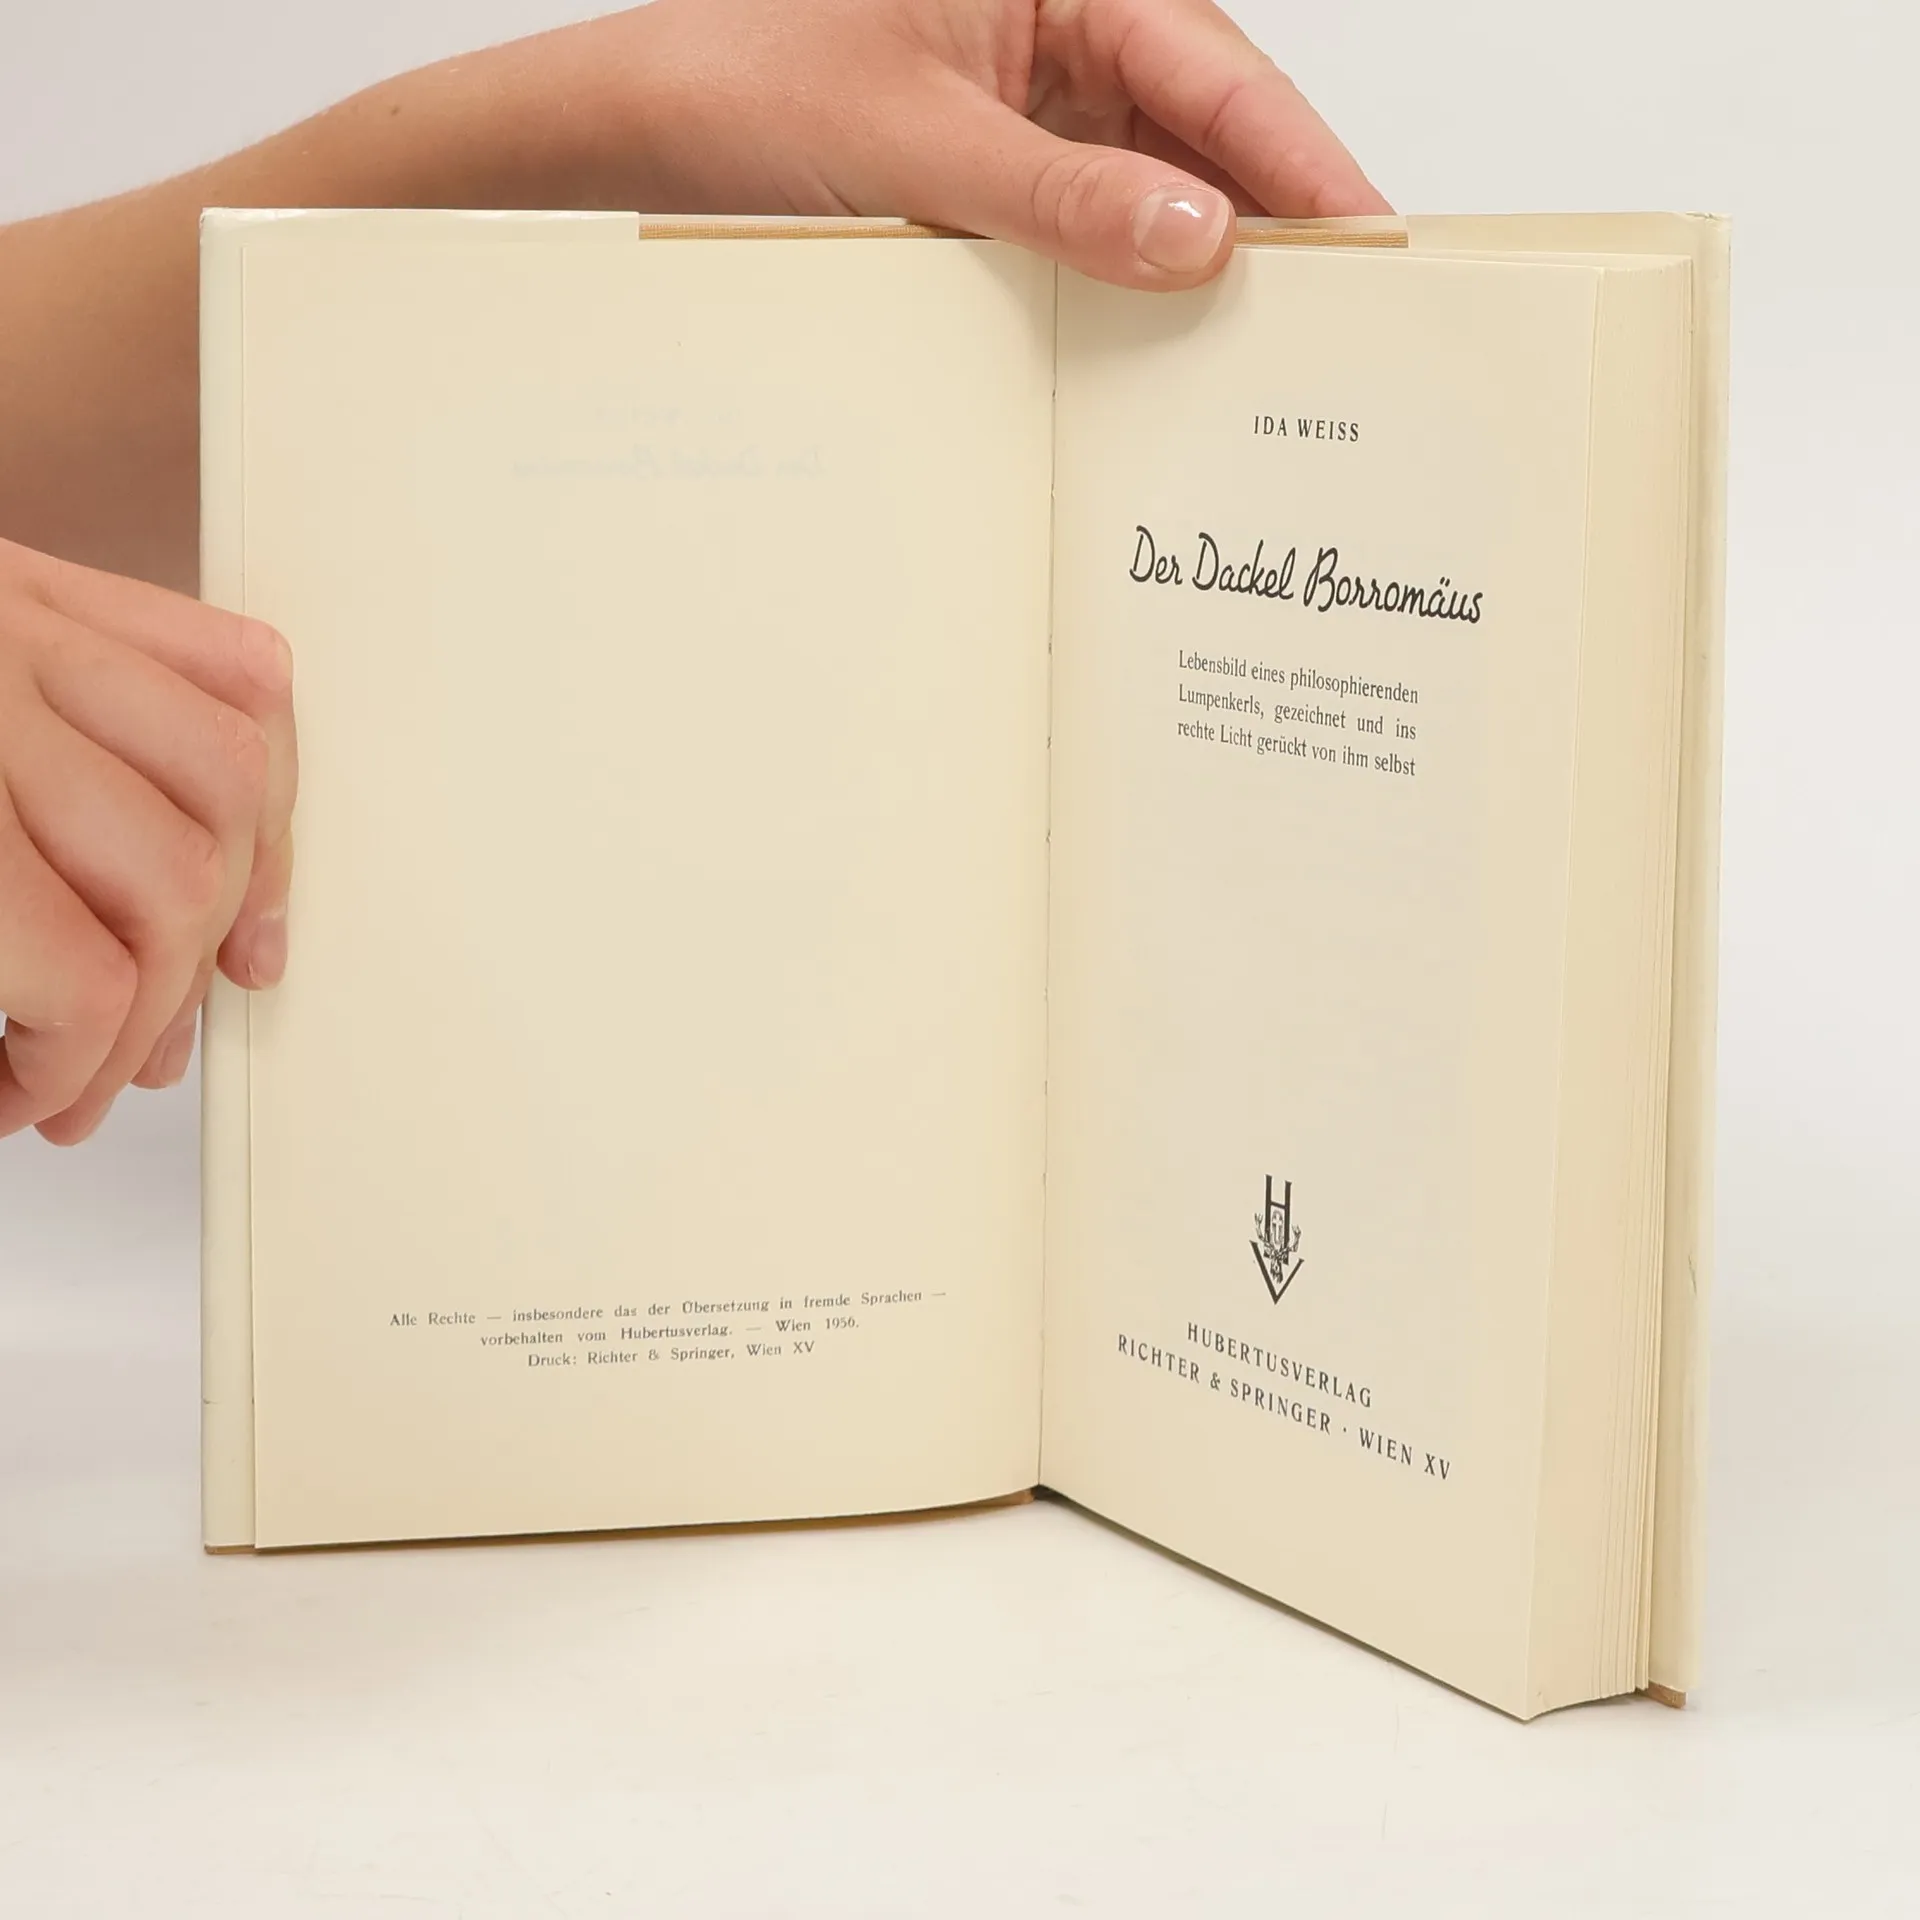 Alle Rechte — insbesondere das der Übersetzung in fremde Sprachen —
vorbehalten vom Hubertusverlag. — Wien 1956.
Druck: Richter & Springer, Wien XV
IDA WEISS
Der Dackel Borromäus
Lebensbild eines philosophierenden
Lumpenkerls, gezeichnet und ins
rechte Licht gerückt von ihm selbst
H
V
HUBERTUSVERLAG
RICHTER & SPRINGER · WIEN XV